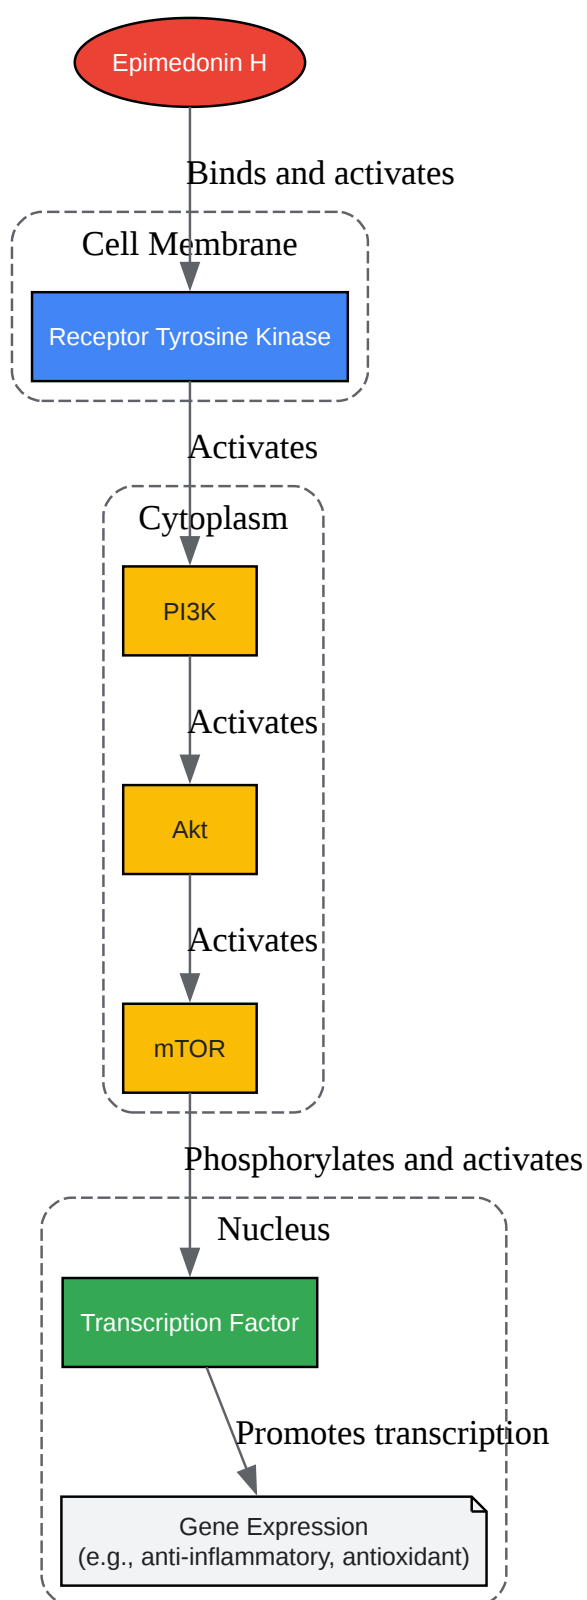 Epimedonin H
Binds and activates
Cell Membrane
Receptor Tyrosine Kinase
Activates
Cytoplasm
PI3K
Activates
Akt
Activates
mTOR
Phosphorylates and activates
Nucleus
Transcription Factor
Promotes transcription
Gene Expression
(e.g., anti-inflammatory, antioxidant)